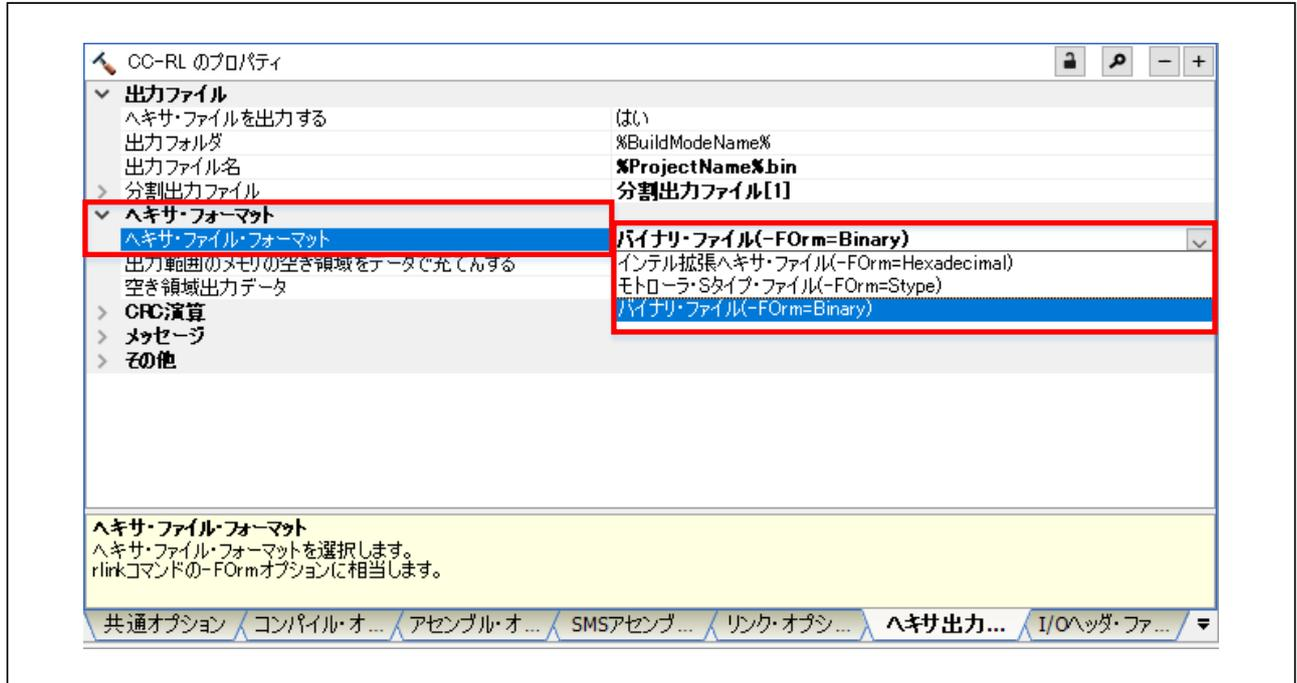 CC-RL のプロパティ
出力ファイル
ヘキサ・ファイルを出力する はい
出力フォルダ %BuildModeName%
出力ファイル名 %ProjectName%.bin
分割出力ファイル 分割出力ファイル[1]
ヘキサ・フォーマット
ヘキサ・ファイル・フォーマット バイナリ・ファイル(-FOrm=Binary)
出力範囲のメモリの空き領域をデータで充てんする インテル拡張ヘキサ・ファイル(-FOrm=Hexadecimal)
空き領域出力データ モトローラ・Sタイプ・ファイル(-FOrm=Stype)
CRC演算 バイナリ・ファイル(-FOrm=Binary)
メッセージ
その他
ヘキサ・ファイル・フォーマット
ヘキサ・ファイル・フォーマットを選択します。
rlinkコマンドの-FOrmオプションに相当します。
共通オプション コンパイル・オ... アセンブル・オ... SMSアセンブ... リンク・オプシ... ヘキサ出力... I/Oヘッダ・ファ...